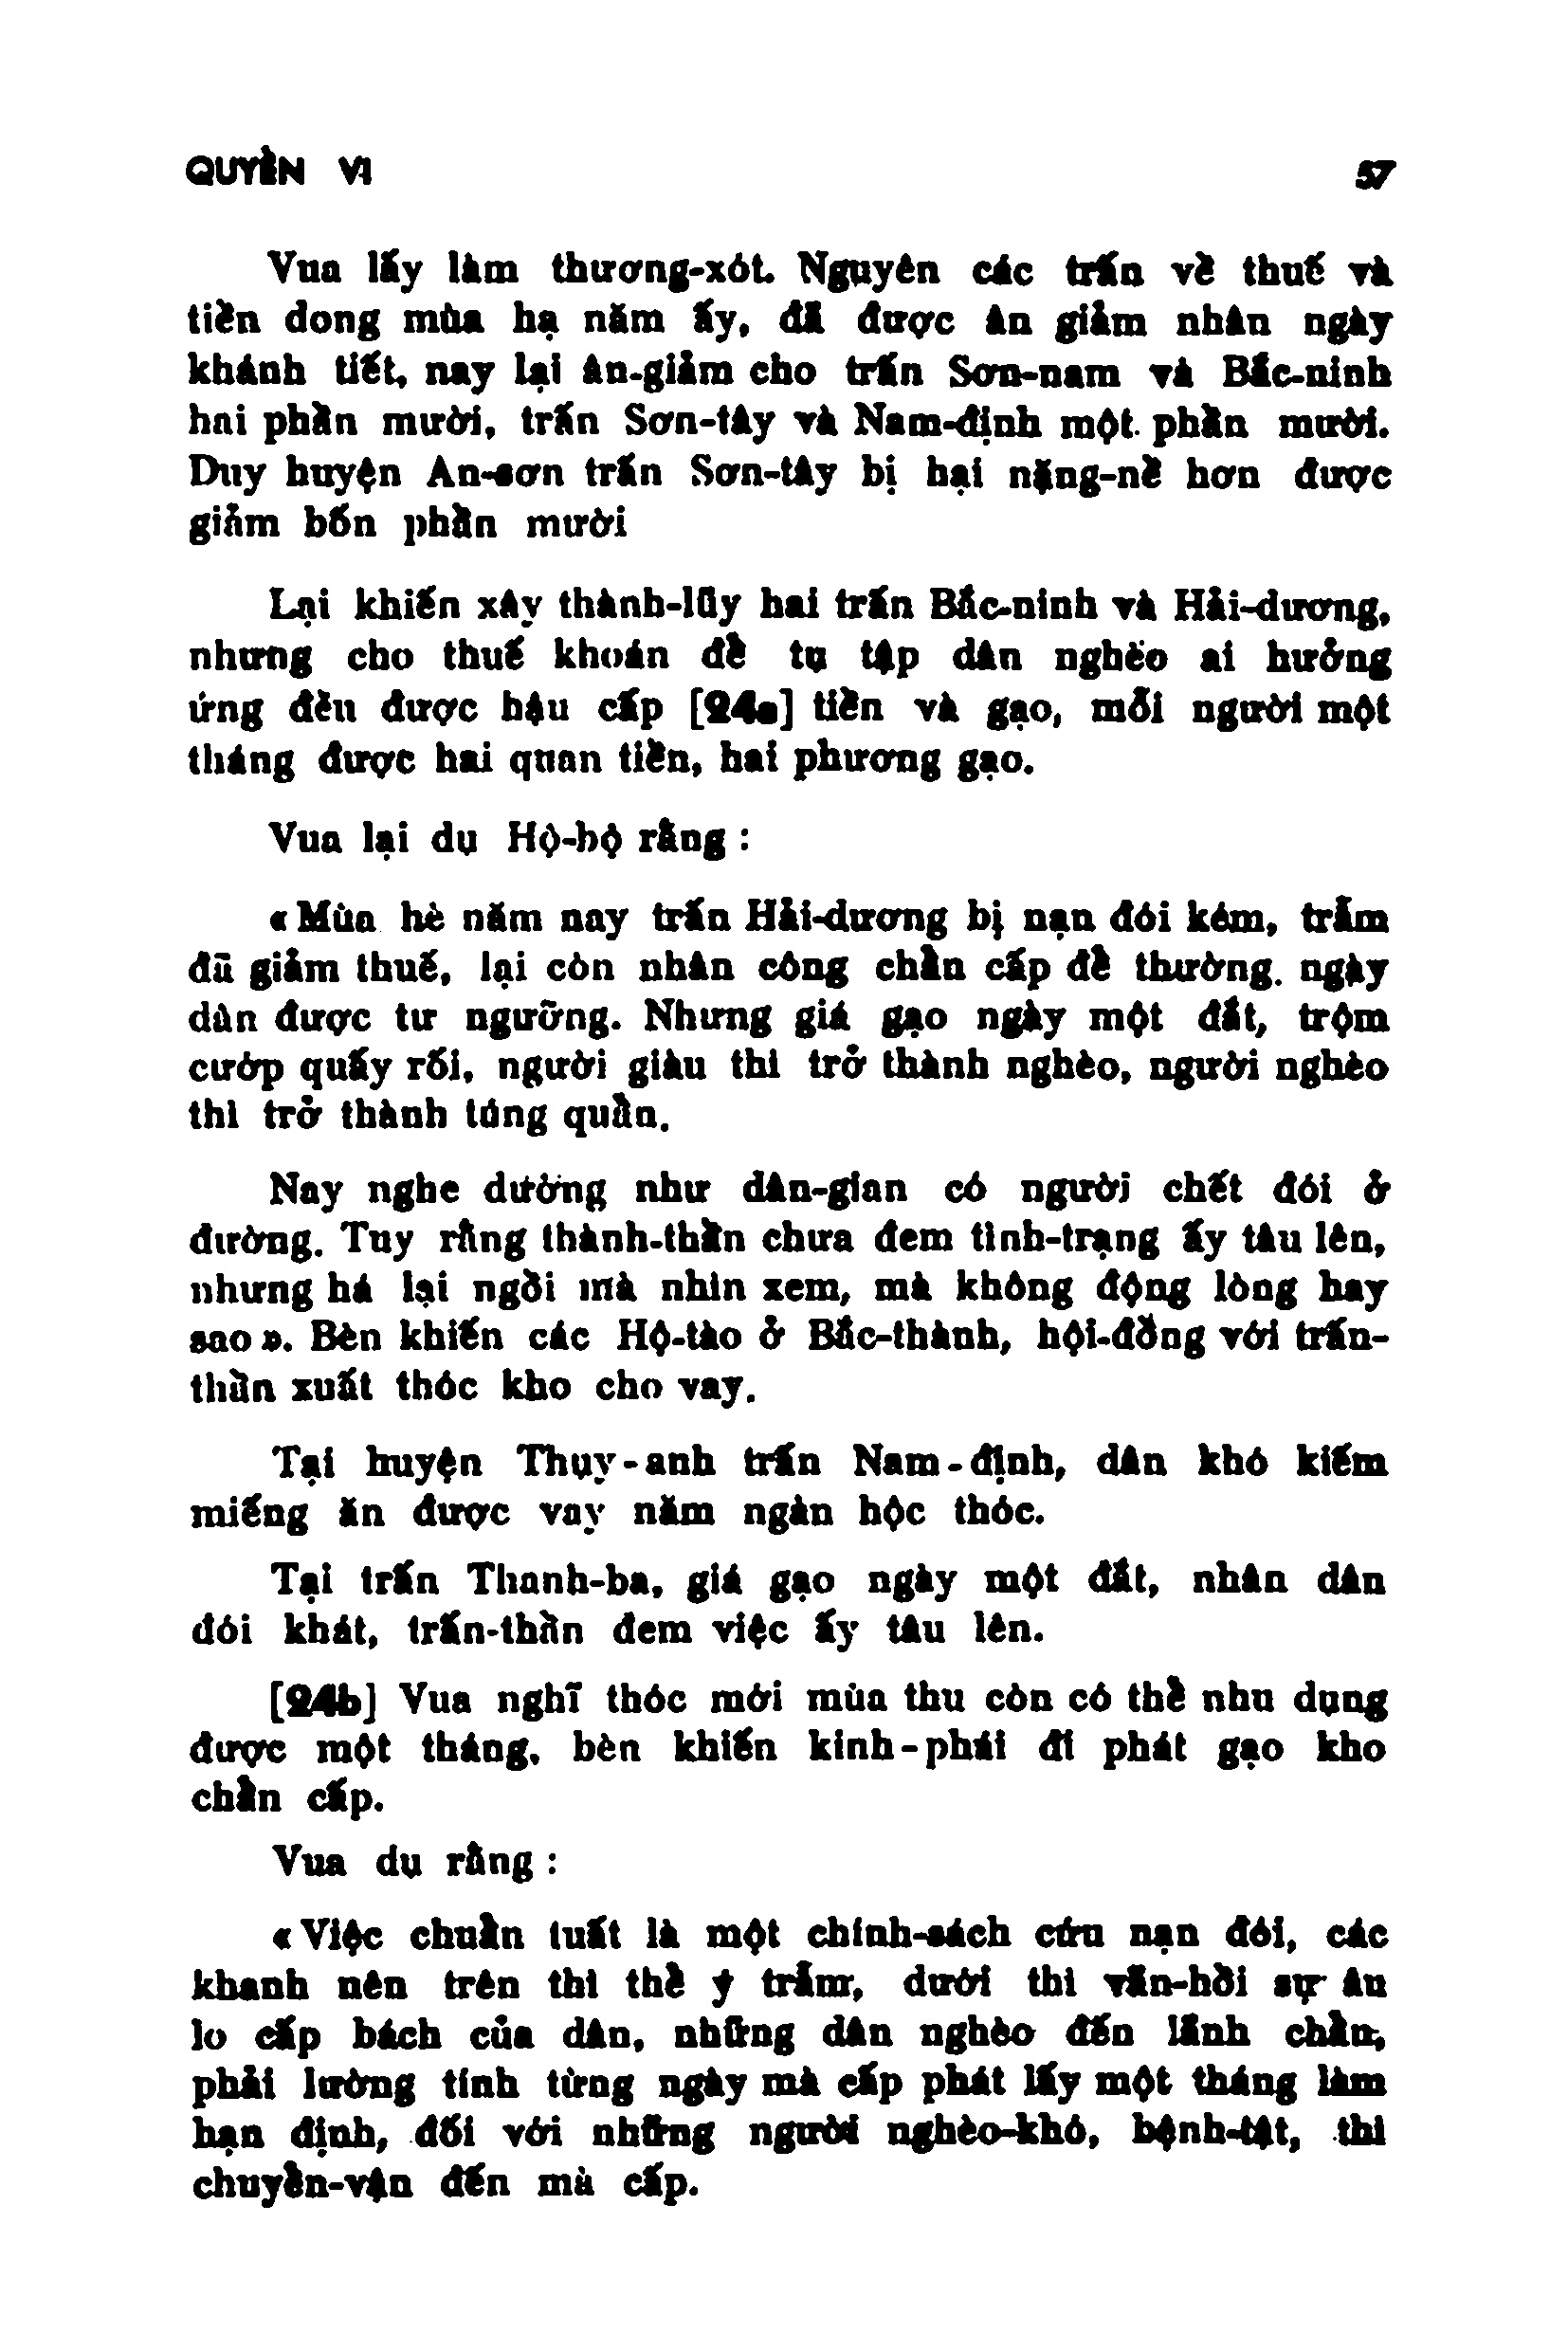 QUYỂN VI 57
Vua lấy làm thương-xót. Nguyên các trấn về thuế và
tiền dong mùa hạ năm ấy, đã được ân giảm nhân ngày
khánh tiết, nay lại ân-giảm cho trấn Sơn-nam và Bắc-ninh
hai phần mười, trấn Sơn-tây và Nam-định một phần mười.
Duy huyện An-sơn trấn Sơn-tây bị hại nặng-nề hơn được
giảm bốn phần mười
Lại khiến xây thành-lũy hai trấn Bắc-ninh và Hải-dương,
nhưng cho thuế khoán để tụ tập dân nghèo ai hưởng
ứng đều được hậu cấp [24a] tiền và gạo, mỗi người một
tháng được hai quan tiền, hai phương gạo.
Vua lại dụ Hộ-bộ rằng :
« Mùa hè năm nay trấn Hải-dương bị nạn đói kém, trẫm
đã giảm thuế, lại còn nhân công chẩn cấp để thường. ngày
dân được tư ngưỡng. Nhưng giá gạo ngày một đắt, trộm
cướp quấy rối, người giàu thì trở thành nghèo, người nghèo
thì trở thành túng quẫn.
Nay nghe dường như dân-gian có người chết đói ở
đường. Tuy rằng thành-thần chưa đem tình-trạng ấy tâu lên,
nhưng há lại ngồi mà nhìn xem, mà không động lòng hay
sao ». Bèn khiến các Hộ-tào ở Bắc-thành, hội-đồng với trấn-
thần xuất thóc kho cho vay.
Tại huyện Thụy-anh trấn Nam-định, dân khó kiếm
miếng ăn được vay năm ngàn hộc thóc.
Tại trấn Thanh-ba, giá gạo ngày một đắt, nhân dân
đói khát, trấn-thần đem việc ấy tâu lên.
[24b] Vua nghĩ thóc mới mùa thu còn có thể nhu dụng
được một tháng, bèn khiến kinh-phái đi phát gạo kho
chẩn cấp.
Vua dụ rằng :
« Việc chuẩn tuất là một chính-sách cứu nạn đói, các
khanh nên trên thì thể ý trẫm, dưới thì vãn-hồi sự âu
lo cấp bách của dân, những dân nghèo đến lãnh chẩn,
phải lường tính từng ngày mà cấp phát lấy một tháng làm
hạn định, đối với những người nghèo-khó, bệnh-tật, thì
chuyển-vận đến mà cấp.